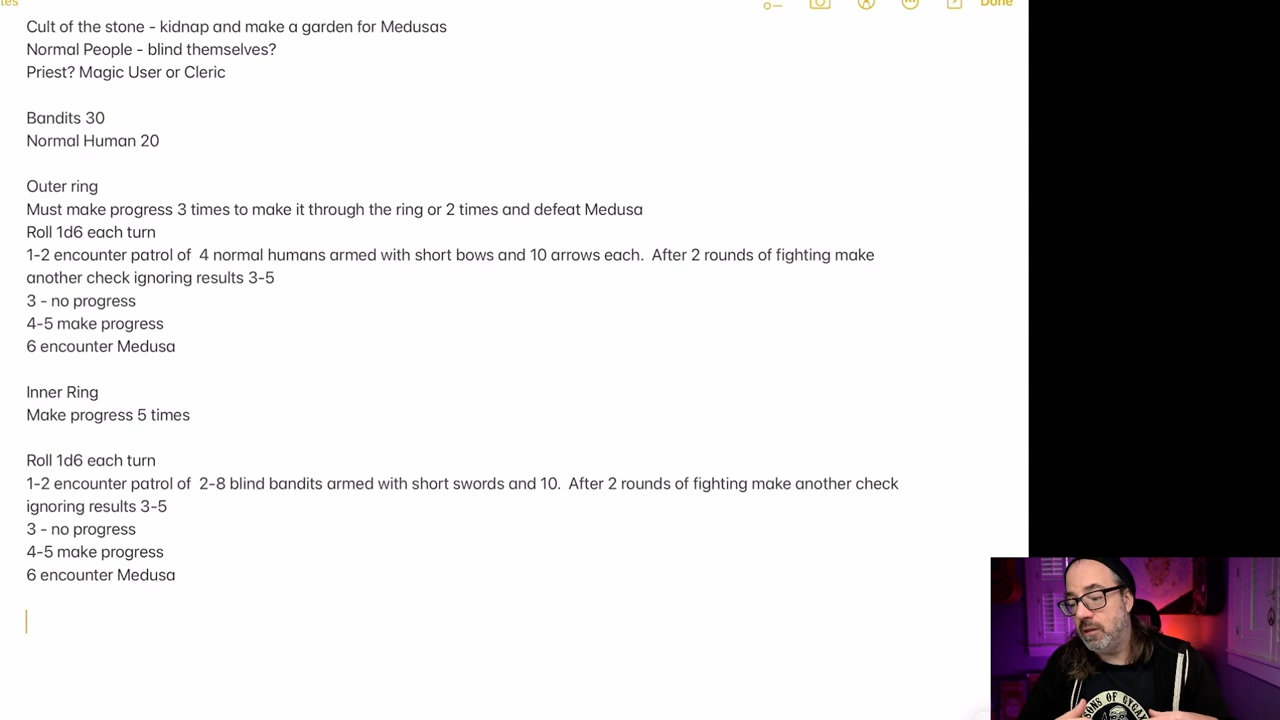 tes
Done
Cult of the stone - kidnap and make a garden for Medusas
Normal People - blind themselves?
Priest? Magic User or Cleric
Bandits 30
Normal Human 20
Outer ring
Must make progress 3 times to make it through the ring or 2 times and defeat Medusa
Roll 1d6 each turn
1-2 encounter patrol of  4 normal humans armed with short bows and 10 arrows each.  After 2 rounds of fighting make
another check ignoring results 3-5
3 - no progress
4-5 make progress
6 encounter Medusa
Inner Ring
Make progress 5 times
Roll 1d6 each turn
1-2 encounter patrol of  2-8 blind bandits armed with short swords and 10.  After 2 rounds of fighting make another check
ignoring results 3-5
3 - no progress
4-5 make progress
6 encounter Medusa
SONS OF GYGAX